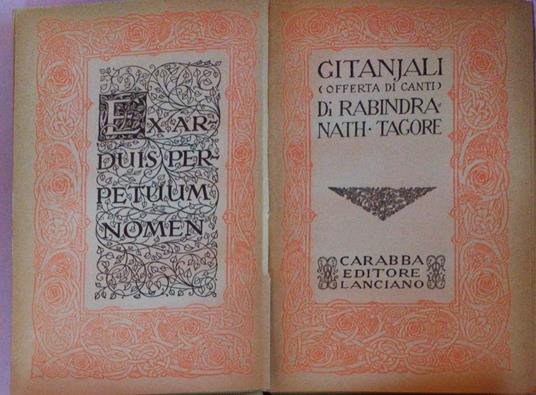 EX AR-
DUIS PER-
PETUUM
NOMEN
GITANJALI
(OFFERTA DI CANTI)
Di RABINDRA-
NATH · TAGORE
CARABBA
EDITORE
LANCIANO